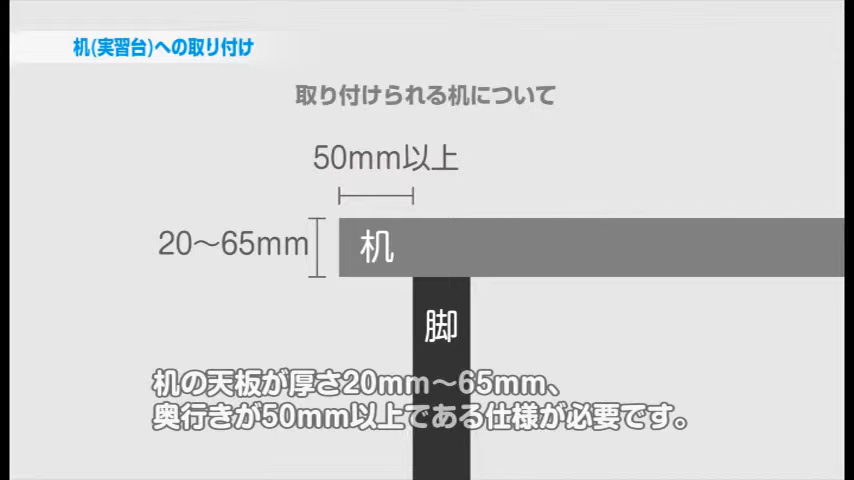 机(実習台)への取り付け
取り付けられる机について
50mm以上
20～65mm
机
脚
机の天板が厚さ20mm～65mm、
奥行きが50mm以上である仕様が必要です。